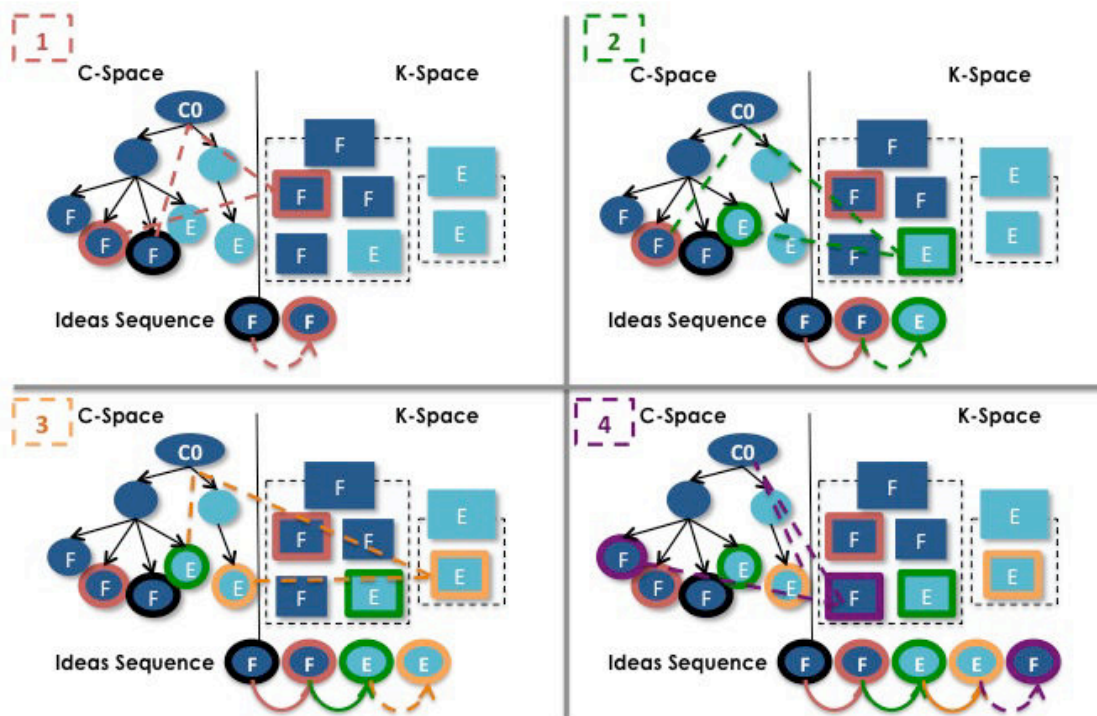 1
C-Space K-Space
C0
F
E
F F
F E
F F E
F E E
Ideas Sequence F F
2
C-Space K-Space
C0
F
E
F F
F E
F F E
F E E
Ideas Sequence F F E
3
C-Space K-Space
C0
F
E
F F
F E
F F E
F E E
Ideas Sequence F F E E
4
C-Space K-Space
C0
F
E
F F
F E
F F E
F E E
Ideas Sequence F F E E F